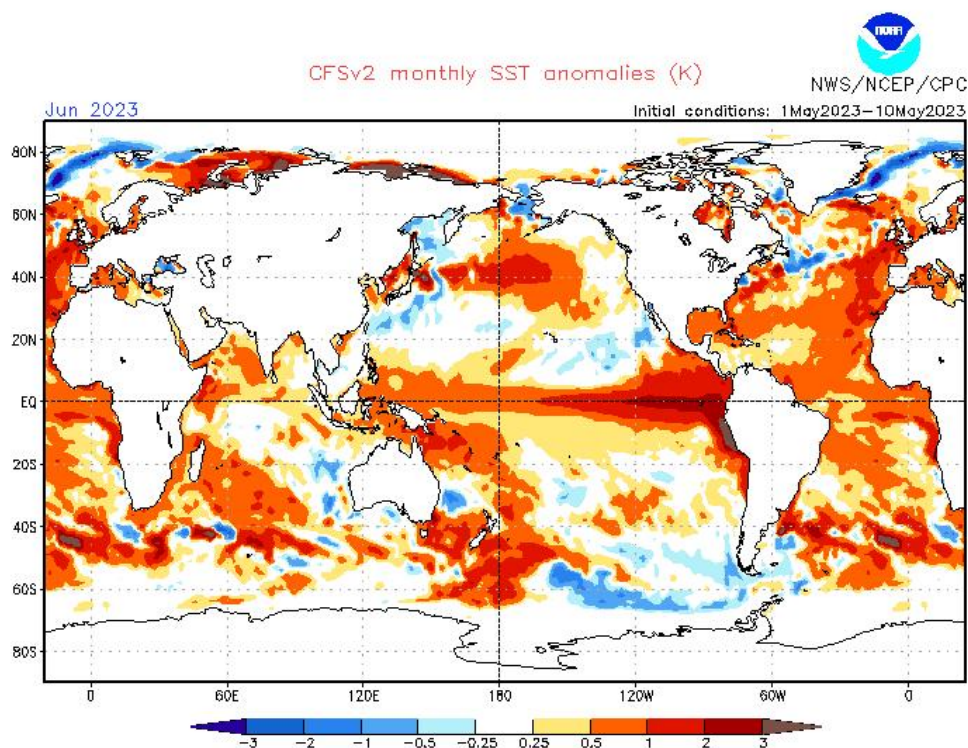 NOAA
CFSv2 monthly SST anomalies (K)
NWS/NCEP/CPC
Jun 2023
Initial conditions: 1May2023-10May2023
80N
60N
40N
20N
EQ
20S
40S
60S
80S
0 60E 120E 180 120W 60W 0
-3 -2 -1 -0.5 -0.25 0.25 0.5 1 2 3